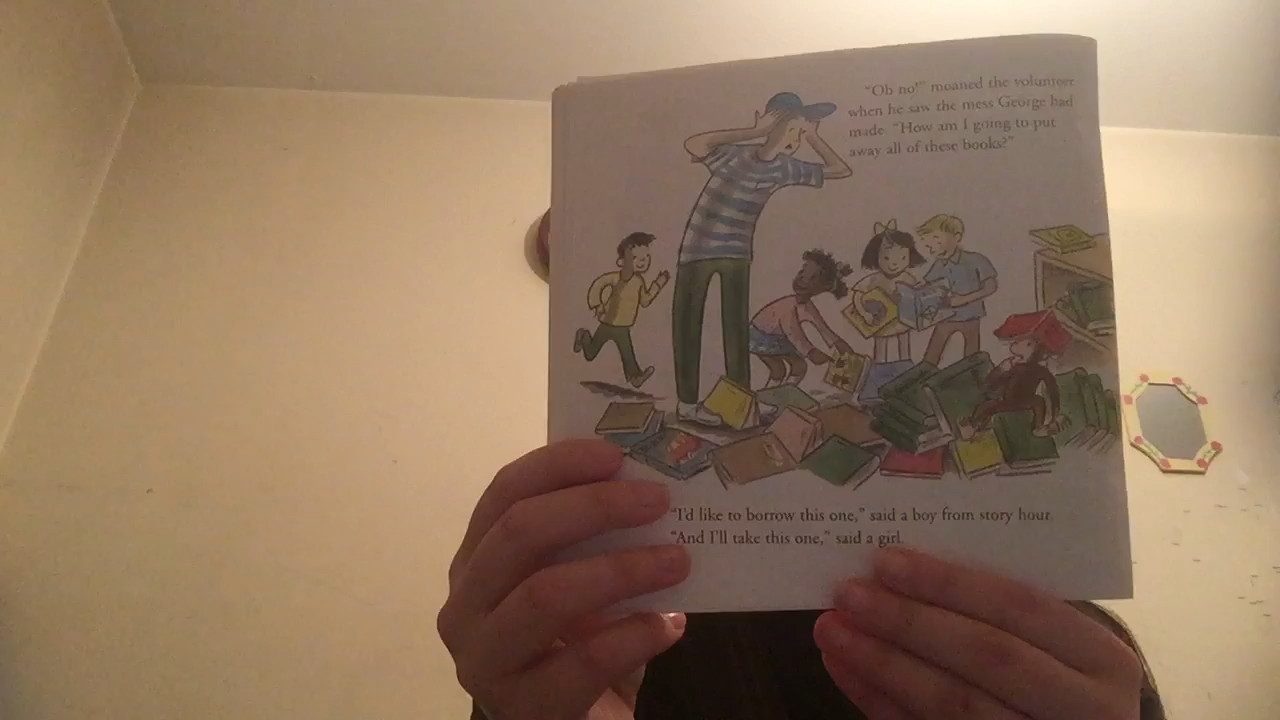 "Oh no!" moaned the volunteer
when he saw the mess George had
made. "How am I going to put
away all of these books?"
"I'd like to borrow this one," said a boy from story hour.
"And I'll take this one," said a girl.